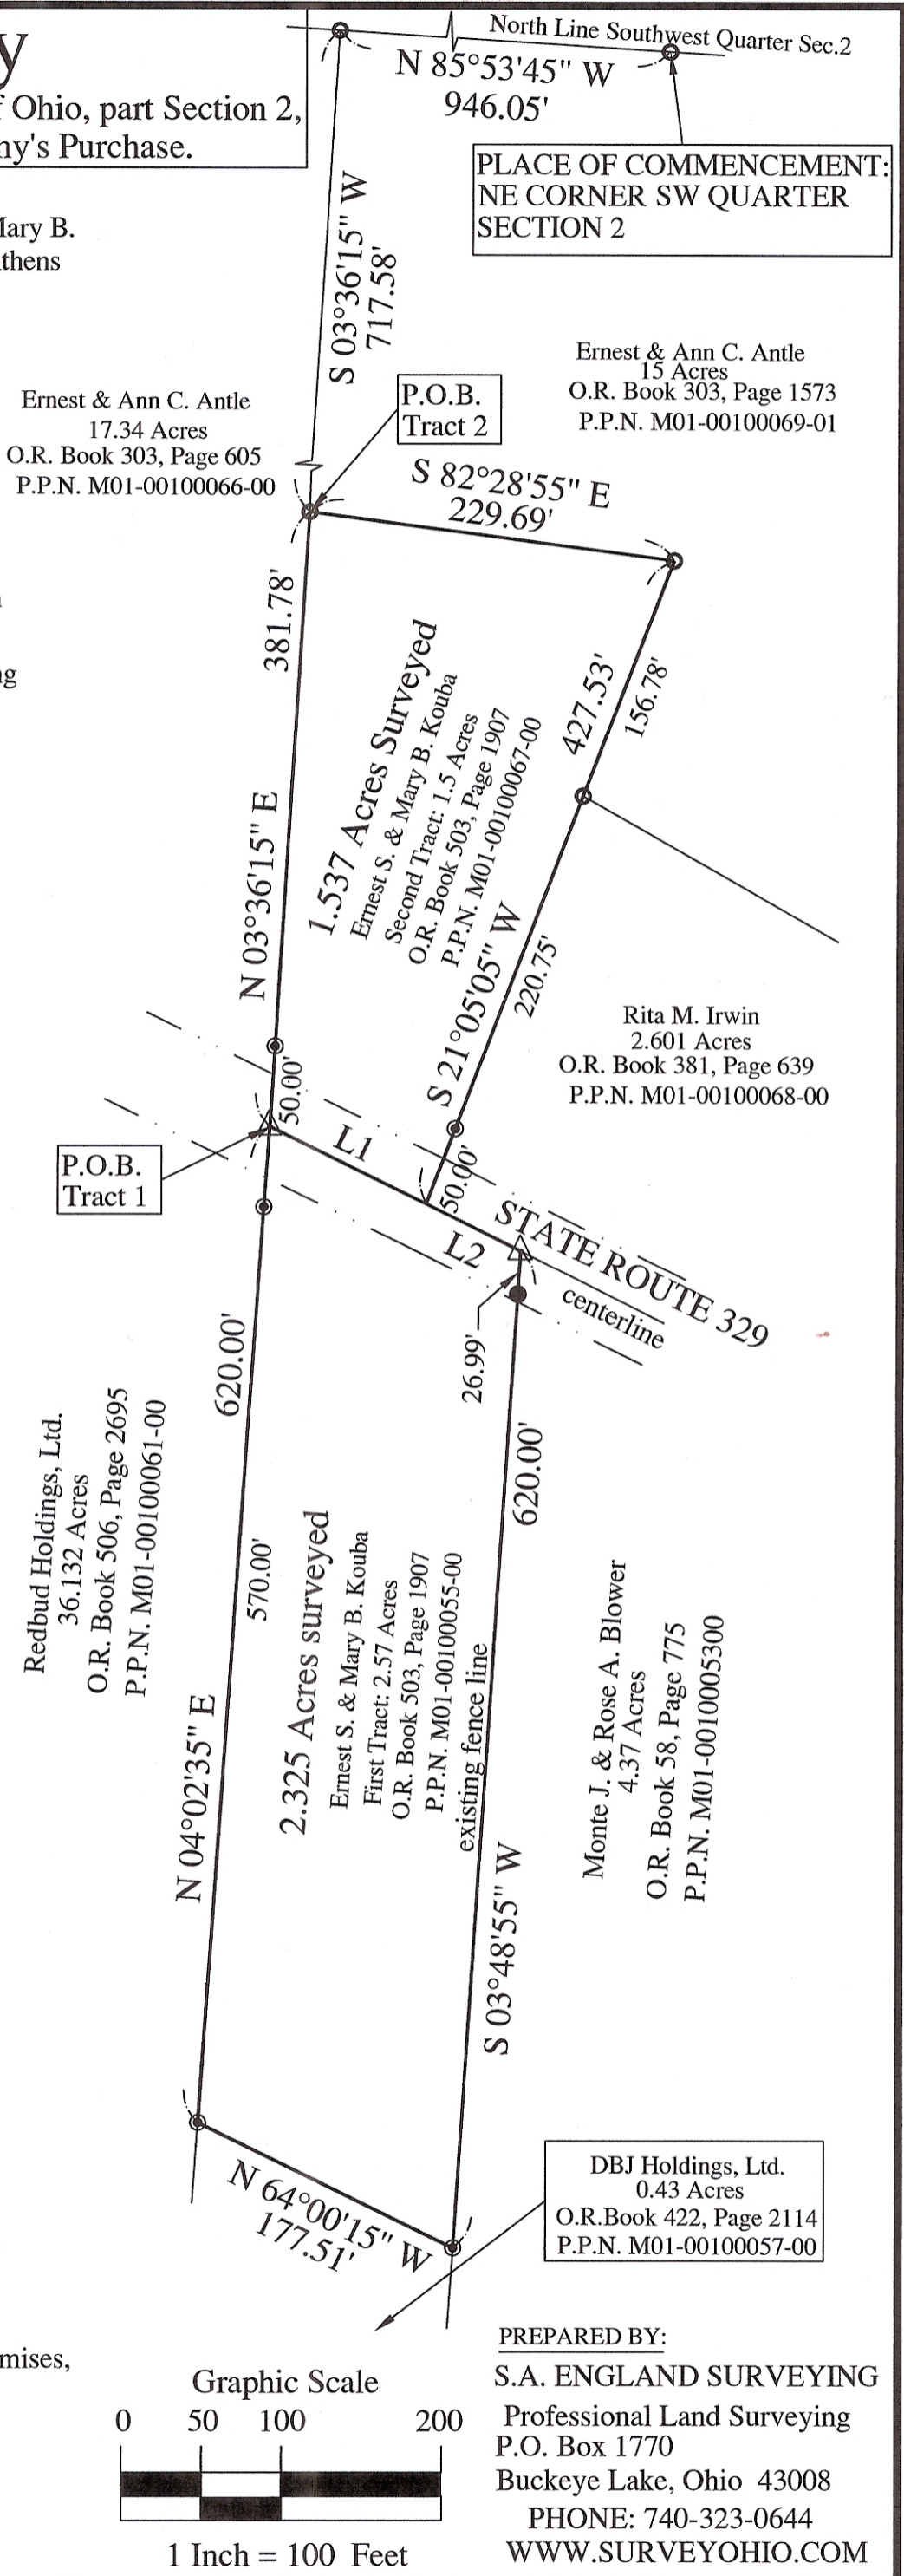 y
North Line Southwest Quarter Sec.2
N 85°53'45" W
946.05'
Ohio, part Section 2,
ny's Purchase.
PLACE OF COMMENCEMENT:
NE CORNER SW QUARTER
SECTION 2
Mary B.
thens
S 03°36'15" W
717.58'
Ernest & Ann C. Antle
15 Acres
O.R. Book 303, Page 1573
P.P.N. M01-00100069-01
Ernest & Ann C. Antle
17.34 Acres
O.R. Book 303, Page 605
P.P.N. M01-00100066-00
P.O.B.
Tract 2
S 82°28'55" E
229.69'
381.78'
N 03°36'15" E
1.537 Acres Surveyed
Ernest S. & Mary B. Kouba
Second Tract: 1.5 Acres
O.R. Book 503, Page 1907
P.P.N. M01-00100067-00
427.53'
156.78'
S 21°05'05" W
220.75'
Rita M. Irwin
2.601 Acres
O.R. Book 381, Page 639
P.P.N. M01-00100068-00
50.00'
L1
50.00'
P.O.B.
Tract 1
L2
STATE ROUTE 329
centerline
26.99'
620.00'
620.00'
Redbud Holdings, Ltd.
36.132 Acres
O.R. Book 506, Page 2695
P.P.N. M01-00100061-00
570.00'
N 04°02'35" E
2.325 Acres surveyed
Ernest S. & Mary B. Kouba
First Tract: 2.57 Acres
O.R. Book 503, Page 1907
P.P.N. M01-00100055-00
existing fence line
S 03°48'55" W
Monte J. & Rose A. Blower
4.37 Acres
O.R. Book 58, Page 775
P.P.N. M01-0010005300
N 64°00'15" W
177.51'
DBJ Holdings, Ltd.
0.43 Acres
O.R.Book 422, Page 2114
P.P.N. M01-00100057-00
mises,
Graphic Scale
0 50 100 200
1 Inch = 100 Feet
PREPARED BY:
S.A. ENGLAND SURVEYING
Professional Land Surveying
P.O. Box 1770
Buckeye Lake, Ohio 43008
PHONE: 740-323-0644
WWW.SURVEYOHIO.COM